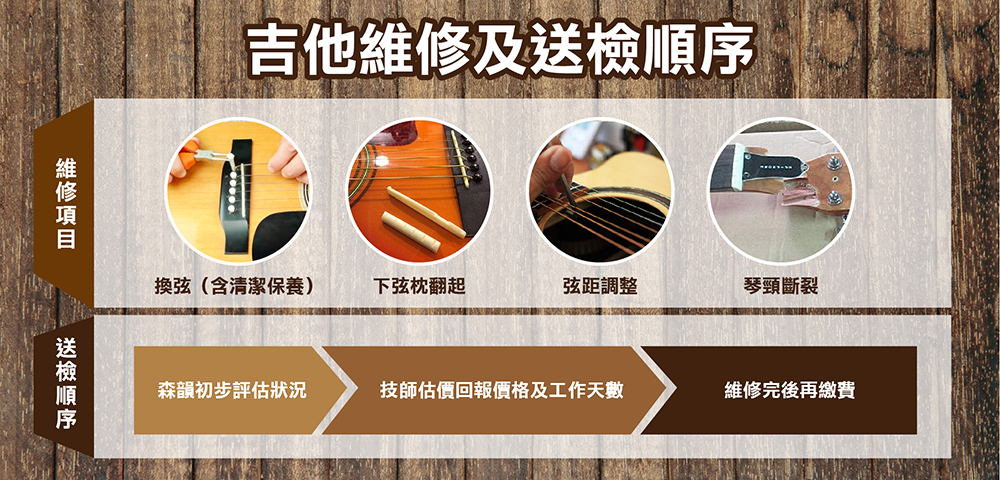 吉他維修及送檢順序
維修項目
換弦（含清潔保養）
下弦枕翻起
弦距調整
琴頸斷裂
送檢順序
森韻初步評估狀況
技師估價回報價格及工作天數
維修完後再繳費